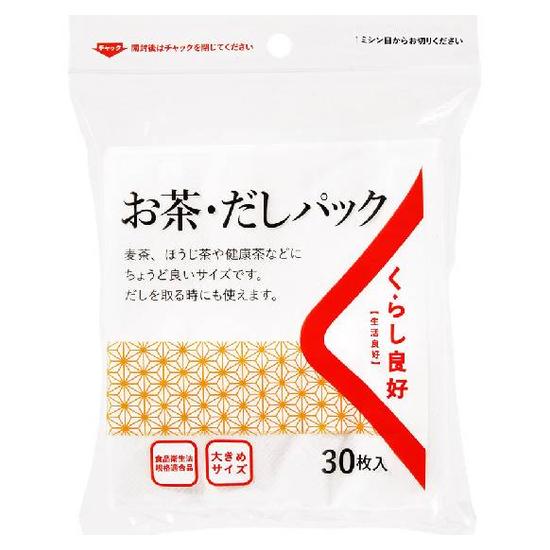 チャック
開封後はチャックを閉じてください
ミシン目からお切りください
お茶・だしパック
麦茶、ほうじ茶や健康茶などに
ちょうど良いサイズです。
だしを取る時にも使えます。
くらし良好
【生活良好】
食品衛生法
規格適合品
大きめ
サイズ
30枚入